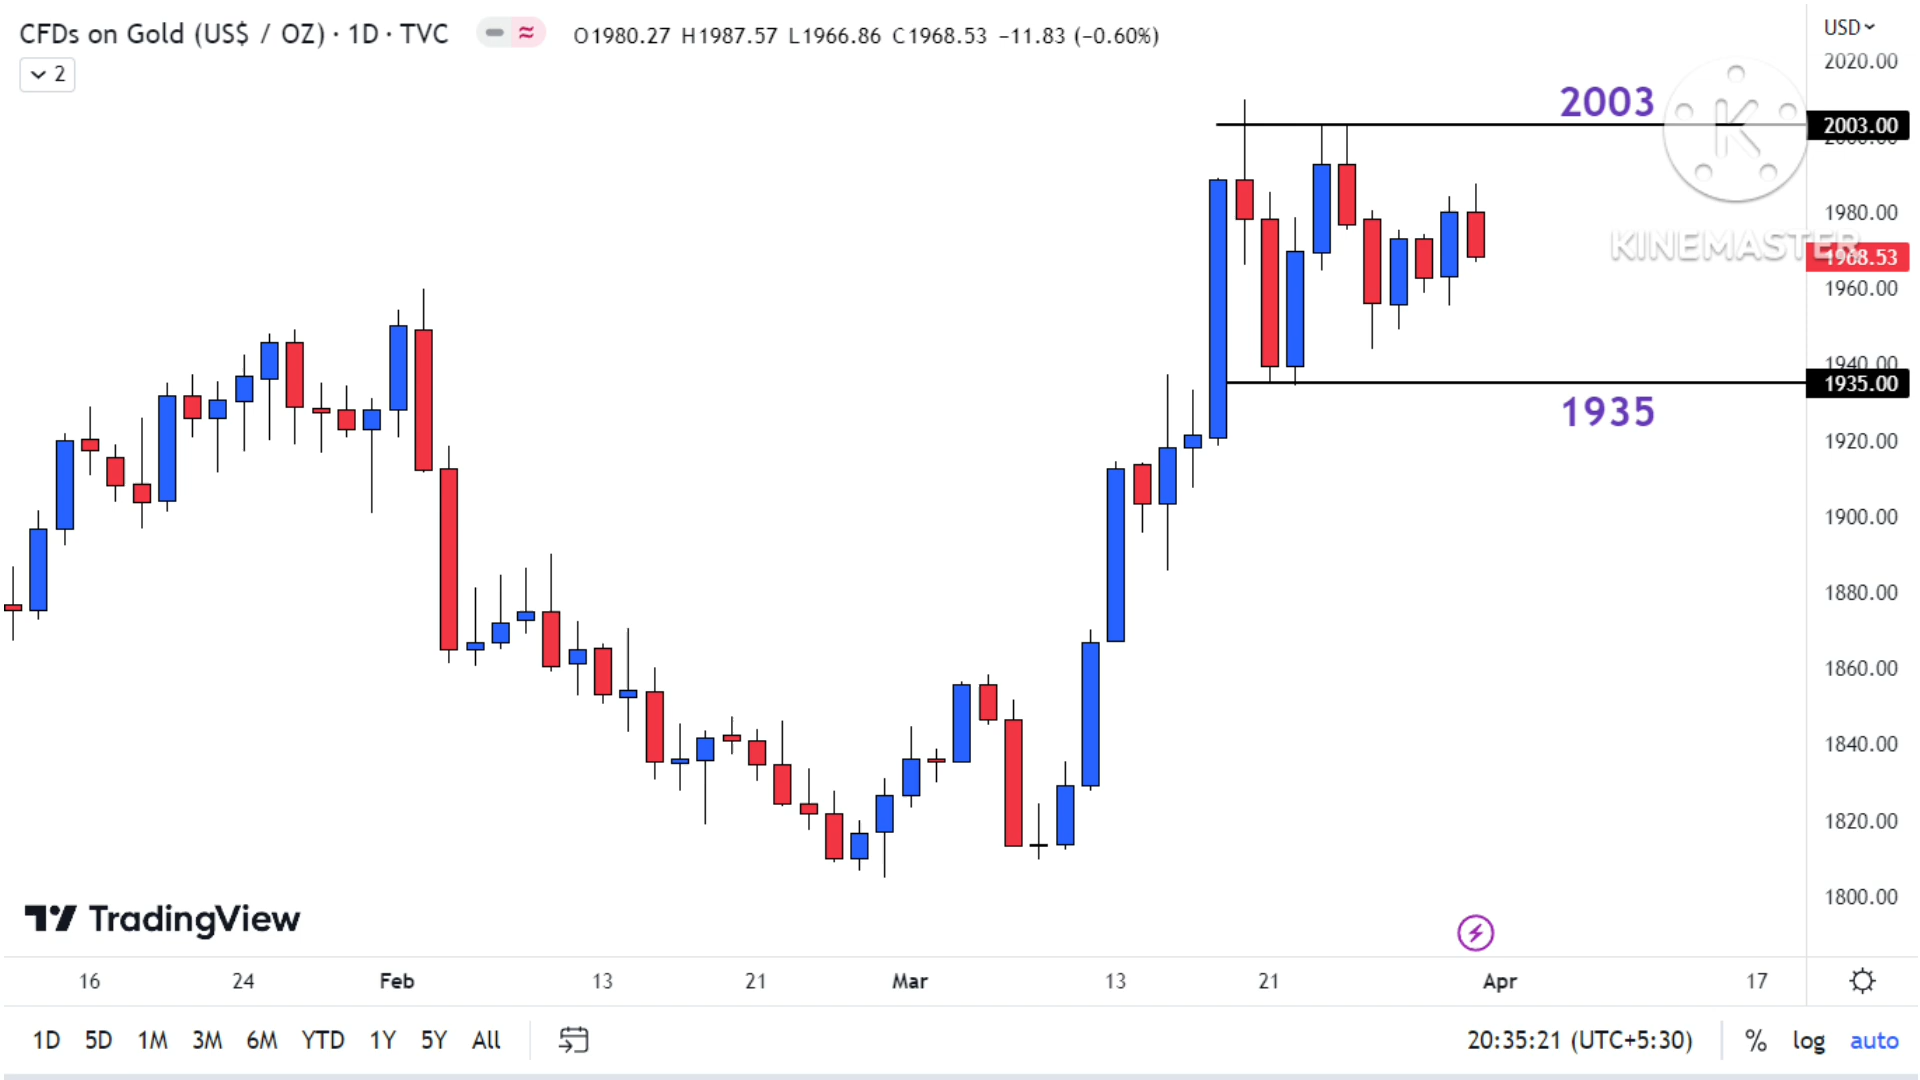 CFDs on Gold (US$ / OZ) · 1D · TVC
O1980.27 H1987.57 L1966.86 C1968.53 −11.83 (−0.60%)
USD
2
2020.00
2003
2003.00
2000.00
1980.00
KINEMASTER
1968.53
1960.00
1940.00
1935.00
1935
1920.00
1900.00
1880.00
1860.00
1840.00
1820.00
1800.00
TradingView
16 24 Feb 13 21 Mar 13 21 Apr 17
1D 5D 1M 3M 6M YTD 1Y 5Y All
20:35:21 (UTC+5:30) % log auto